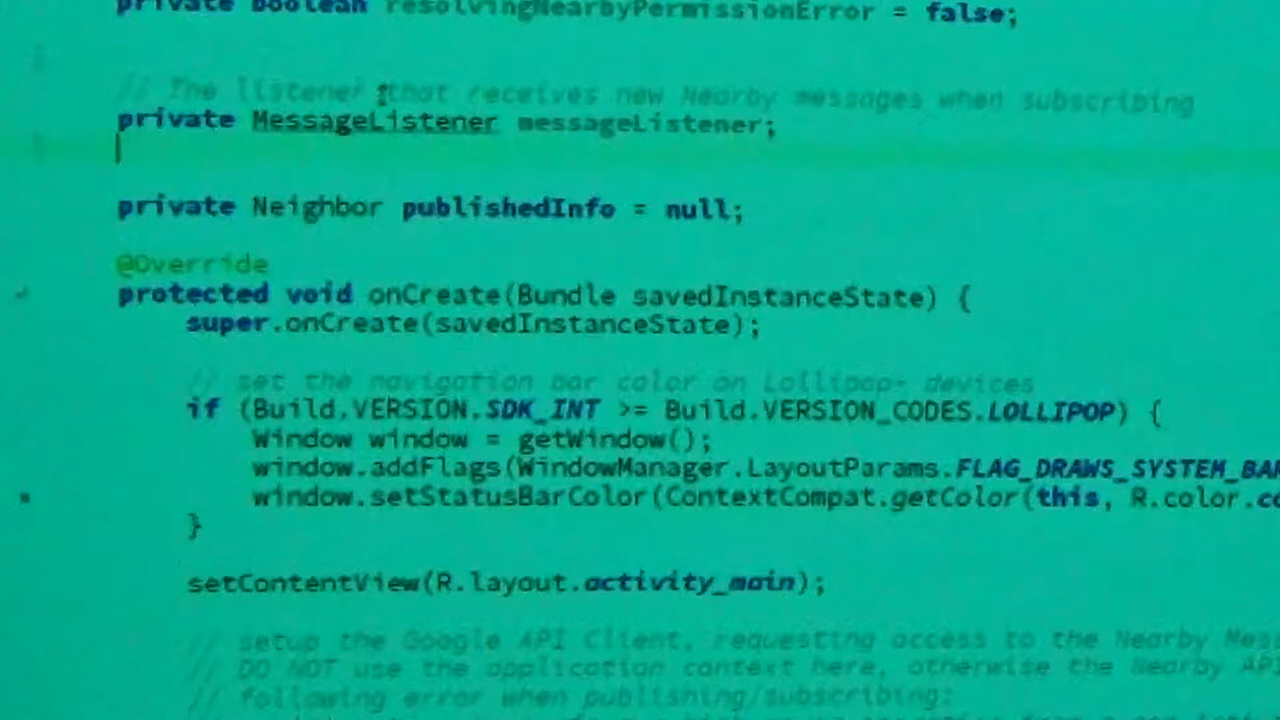 private boolean resolvingNearbyPermissionError = false;
// The listener that receives new Nearby messages when subscribing
private MessageListener messageListener;
private Neighbor publishedInfo = null;
@Override
protected void onCreate(Bundle savedInstanceState) {
super.onCreate(savedInstanceState);
// set the navigation bar color on Lollipop+ devices
if (Build.VERSION.SDK_INT >= Build.VERSION_CODES.LOLLIPOP) {
Window window = getWindow();
window.addFlags(WindowManager.LayoutParams.FLAG_DRAWS_SYSTEM_BAR
window.setStatusBarColor(ContextCompat.getColor(this, R.color.co
}
setContentView(R.layout.activity_main);
// setup the Google API Client, requesting access to the Nearby Mes
// DO NOT use the application context here, otherwise the Nearby API
// following error when publishing/subscribing: